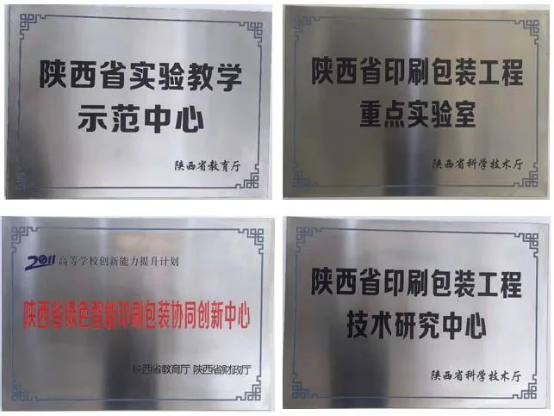 陕西省实验教学
示范中心
陕西省教育厅
陕西省印刷包装工程
重点实验室
陕西省科学技术厅
2011高等学校创新能力提升计划
陕西省绿色智能印刷包装协同创新中心
陕西省教育厅 陕西省财政厅
陕西省印刷包装工程
技术研究中心
陕西省科学技术厅